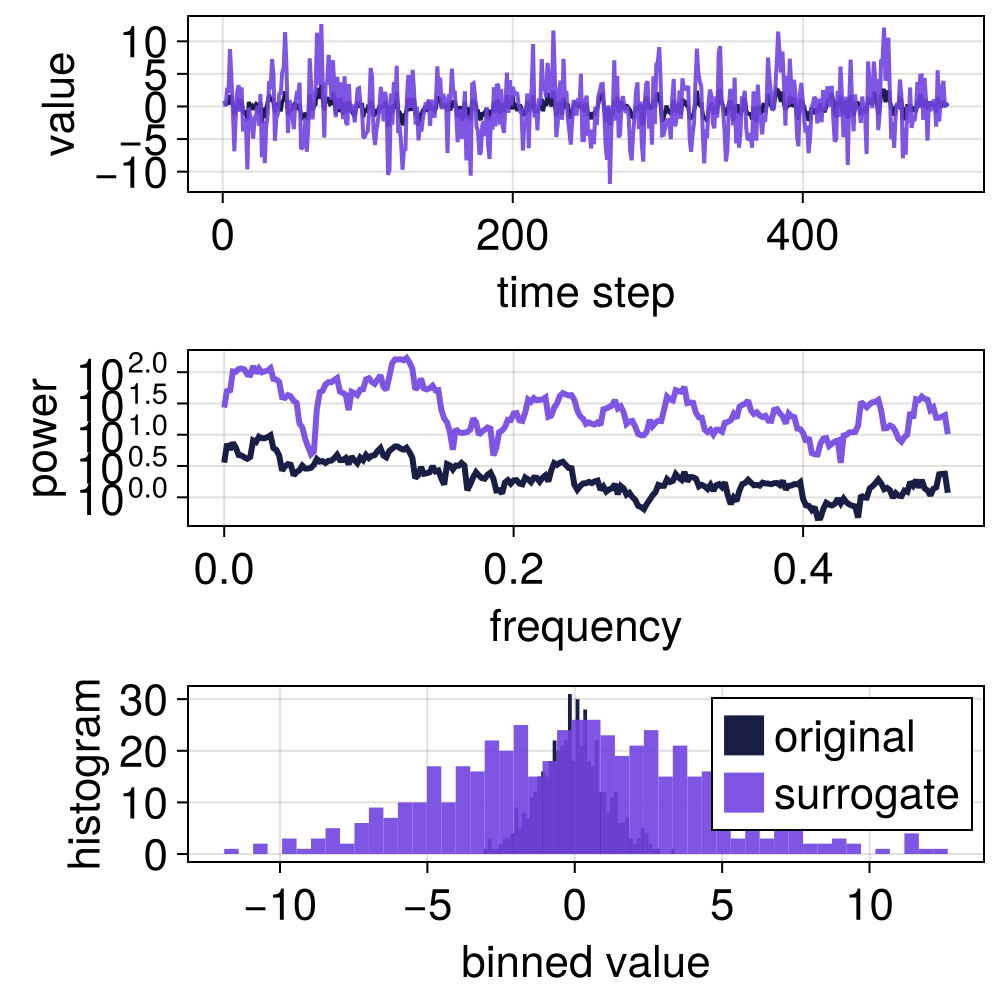 value
10
5
0
−5
−10
0 200 400
time step
power
10^2.0
10^1.5
10^1.0
10^0.5
10^0.0
0.0 0.2 0.4
frequency
histogram
30
20
10
0
original
surrogate
−10 −5 0 5 10
binned value